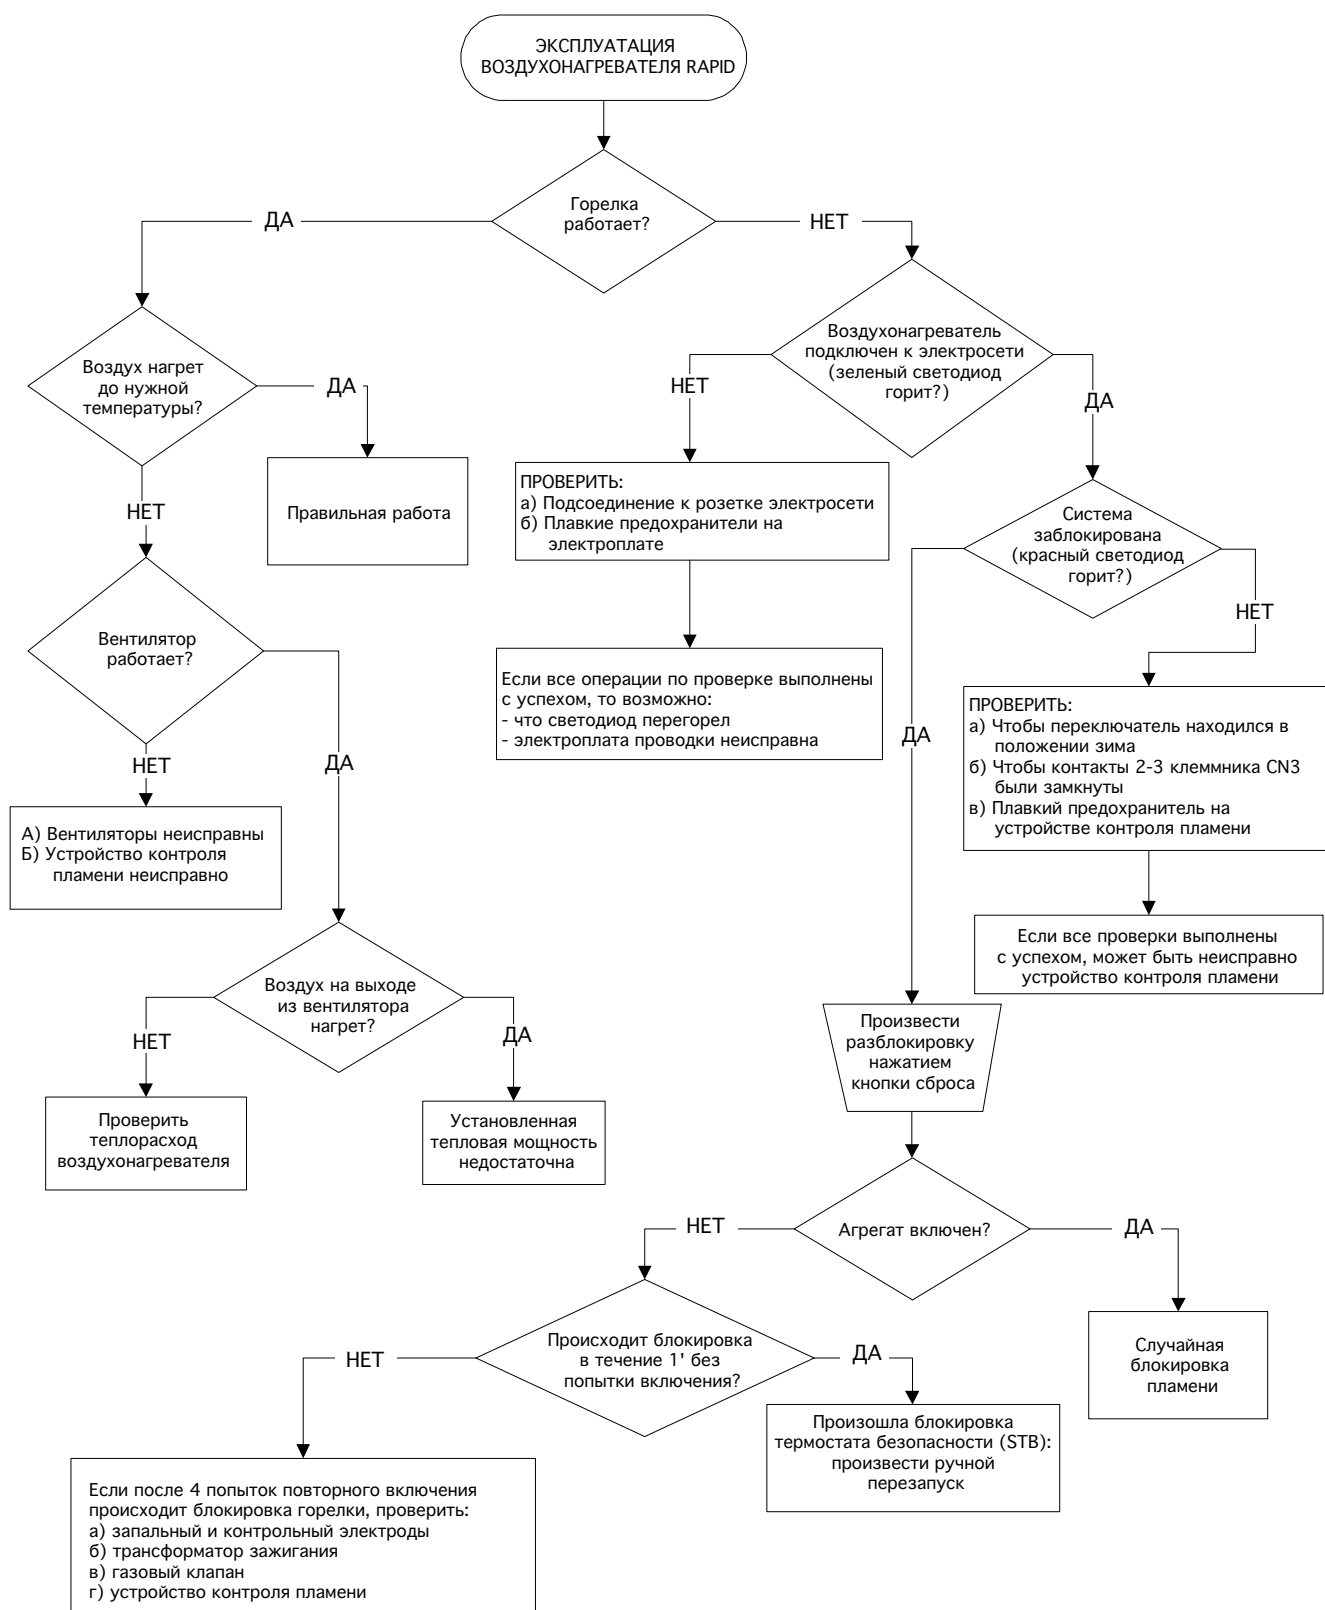 ЭКСПЛУАТАЦИЯ
ВОЗДУХОНАГРЕВАТЕЛЯ RAPID
Горелка
работает?
ДА
НЕТ
Воздух нагрет
до нужной
температуры?
ДА
Воздухонагреватель
подключен к электросети
(зеленый светодиод
горит?)
НЕТ
ДА
НЕТ
Правильная работа
ПРОВЕРИТЬ:
а) Подсоединение к розетке электросети
б) Плавкие предохранители на
электроплате
Система
заблокирована
(красный светодиод
горит?)
НЕТ
Вентилятор
работает?
Если все операции по проверке выполнены
с успехом, то возможно:
- что светодиод перегорел
- электроплата проводки неисправна
ДА
ПРОВЕРИТЬ:
а) Чтобы переключатель находился в
положении зима
б) Чтобы контакты 2-3 клеммника CN3
были замкнуты
в) Плавкий предохранитель на
устройстве контроля пламени
НЕТ
ДА
А) Вентиляторы неисправны
Б) Устройство контроля
пламени неисправно
Если все проверки выполнены
с успехом, может быть неисправно
устройство контроля пламени
Воздух на выходе
из вентилятора
нагрет?
НЕТ
ДА
Произвести
разблокировку
нажатием
кнопки сброса
Проверить
теплорасход
воздухонагревателя
Установленная
тепловая мощность
недостаточна
Агрегат включен?
НЕТ
ДА
Происходит блокировка
в течение 1' без
попытки включения?
НЕТ
ДА
Случайная
блокировка
пламени
Произошла блокировка
термостата безопасности (STB):
произвести ручной
перезапуск
Если после 4 попыток повторного включения
происходит блокировка горелки, проверить:
а) запальный и контрольный электроды
б) трансформатор зажигания
в) газовый клапан
г) устройство контроля пламени